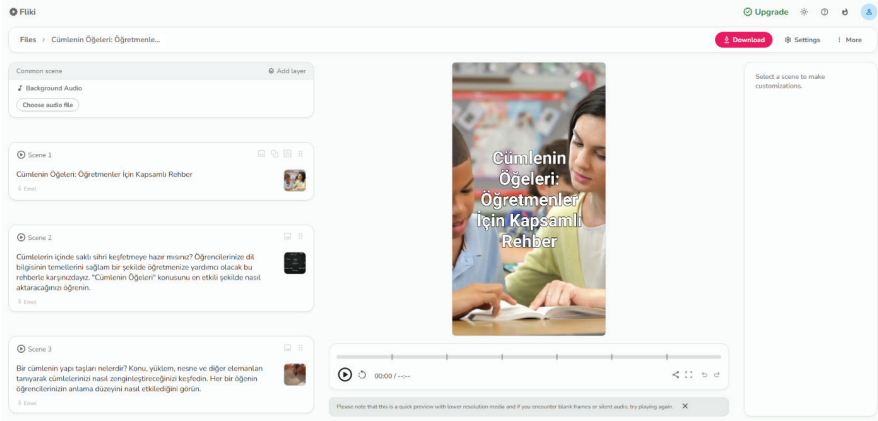 Fliki
Upgrade
Files › Cümlenin Öğeleri: Öğretmenle...
Download
Settings
More
Common scene
Add layer
Background Audio
Choose audio file
Scene 1
Cümlenin Öğeleri: Öğretmenler İçin Kapsamlı Rehber
Emel
Scene 2
Cümlelerin içinde saklı sihri keşfetmeye hazır mısınız? Öğrencilerinize dil
bilgisinin temellerini sağlam bir şekilde öğretmenize yardımcı olacak bu
rehberle karşınızdayız. "Cümlenin Öğeleri" konusunu en etkili şekilde nasıl
aktaracağınızı öğrenin.
Emel
Scene 3
Bir cümlenin yapı taşları nelerdir? Konu, yüklem, nesne ve diğer elemanları
tanıyarak cümlelerinizi nasıl zenginleştireceğinizi keşfedin. Her bir öğenin
öğrencilerinizin anlama düzeyini nasıl etkilediğini görün.
Emel
Cümlenin
Öğeleri:
Öğretmenler
İçin Kapsamlı
Rehber
00:00 / --:--
Please note that this is a quick preview with lower resolution media and if you encounter blank frames or silent audio, try playing again.
Select a scene to make
customizations.